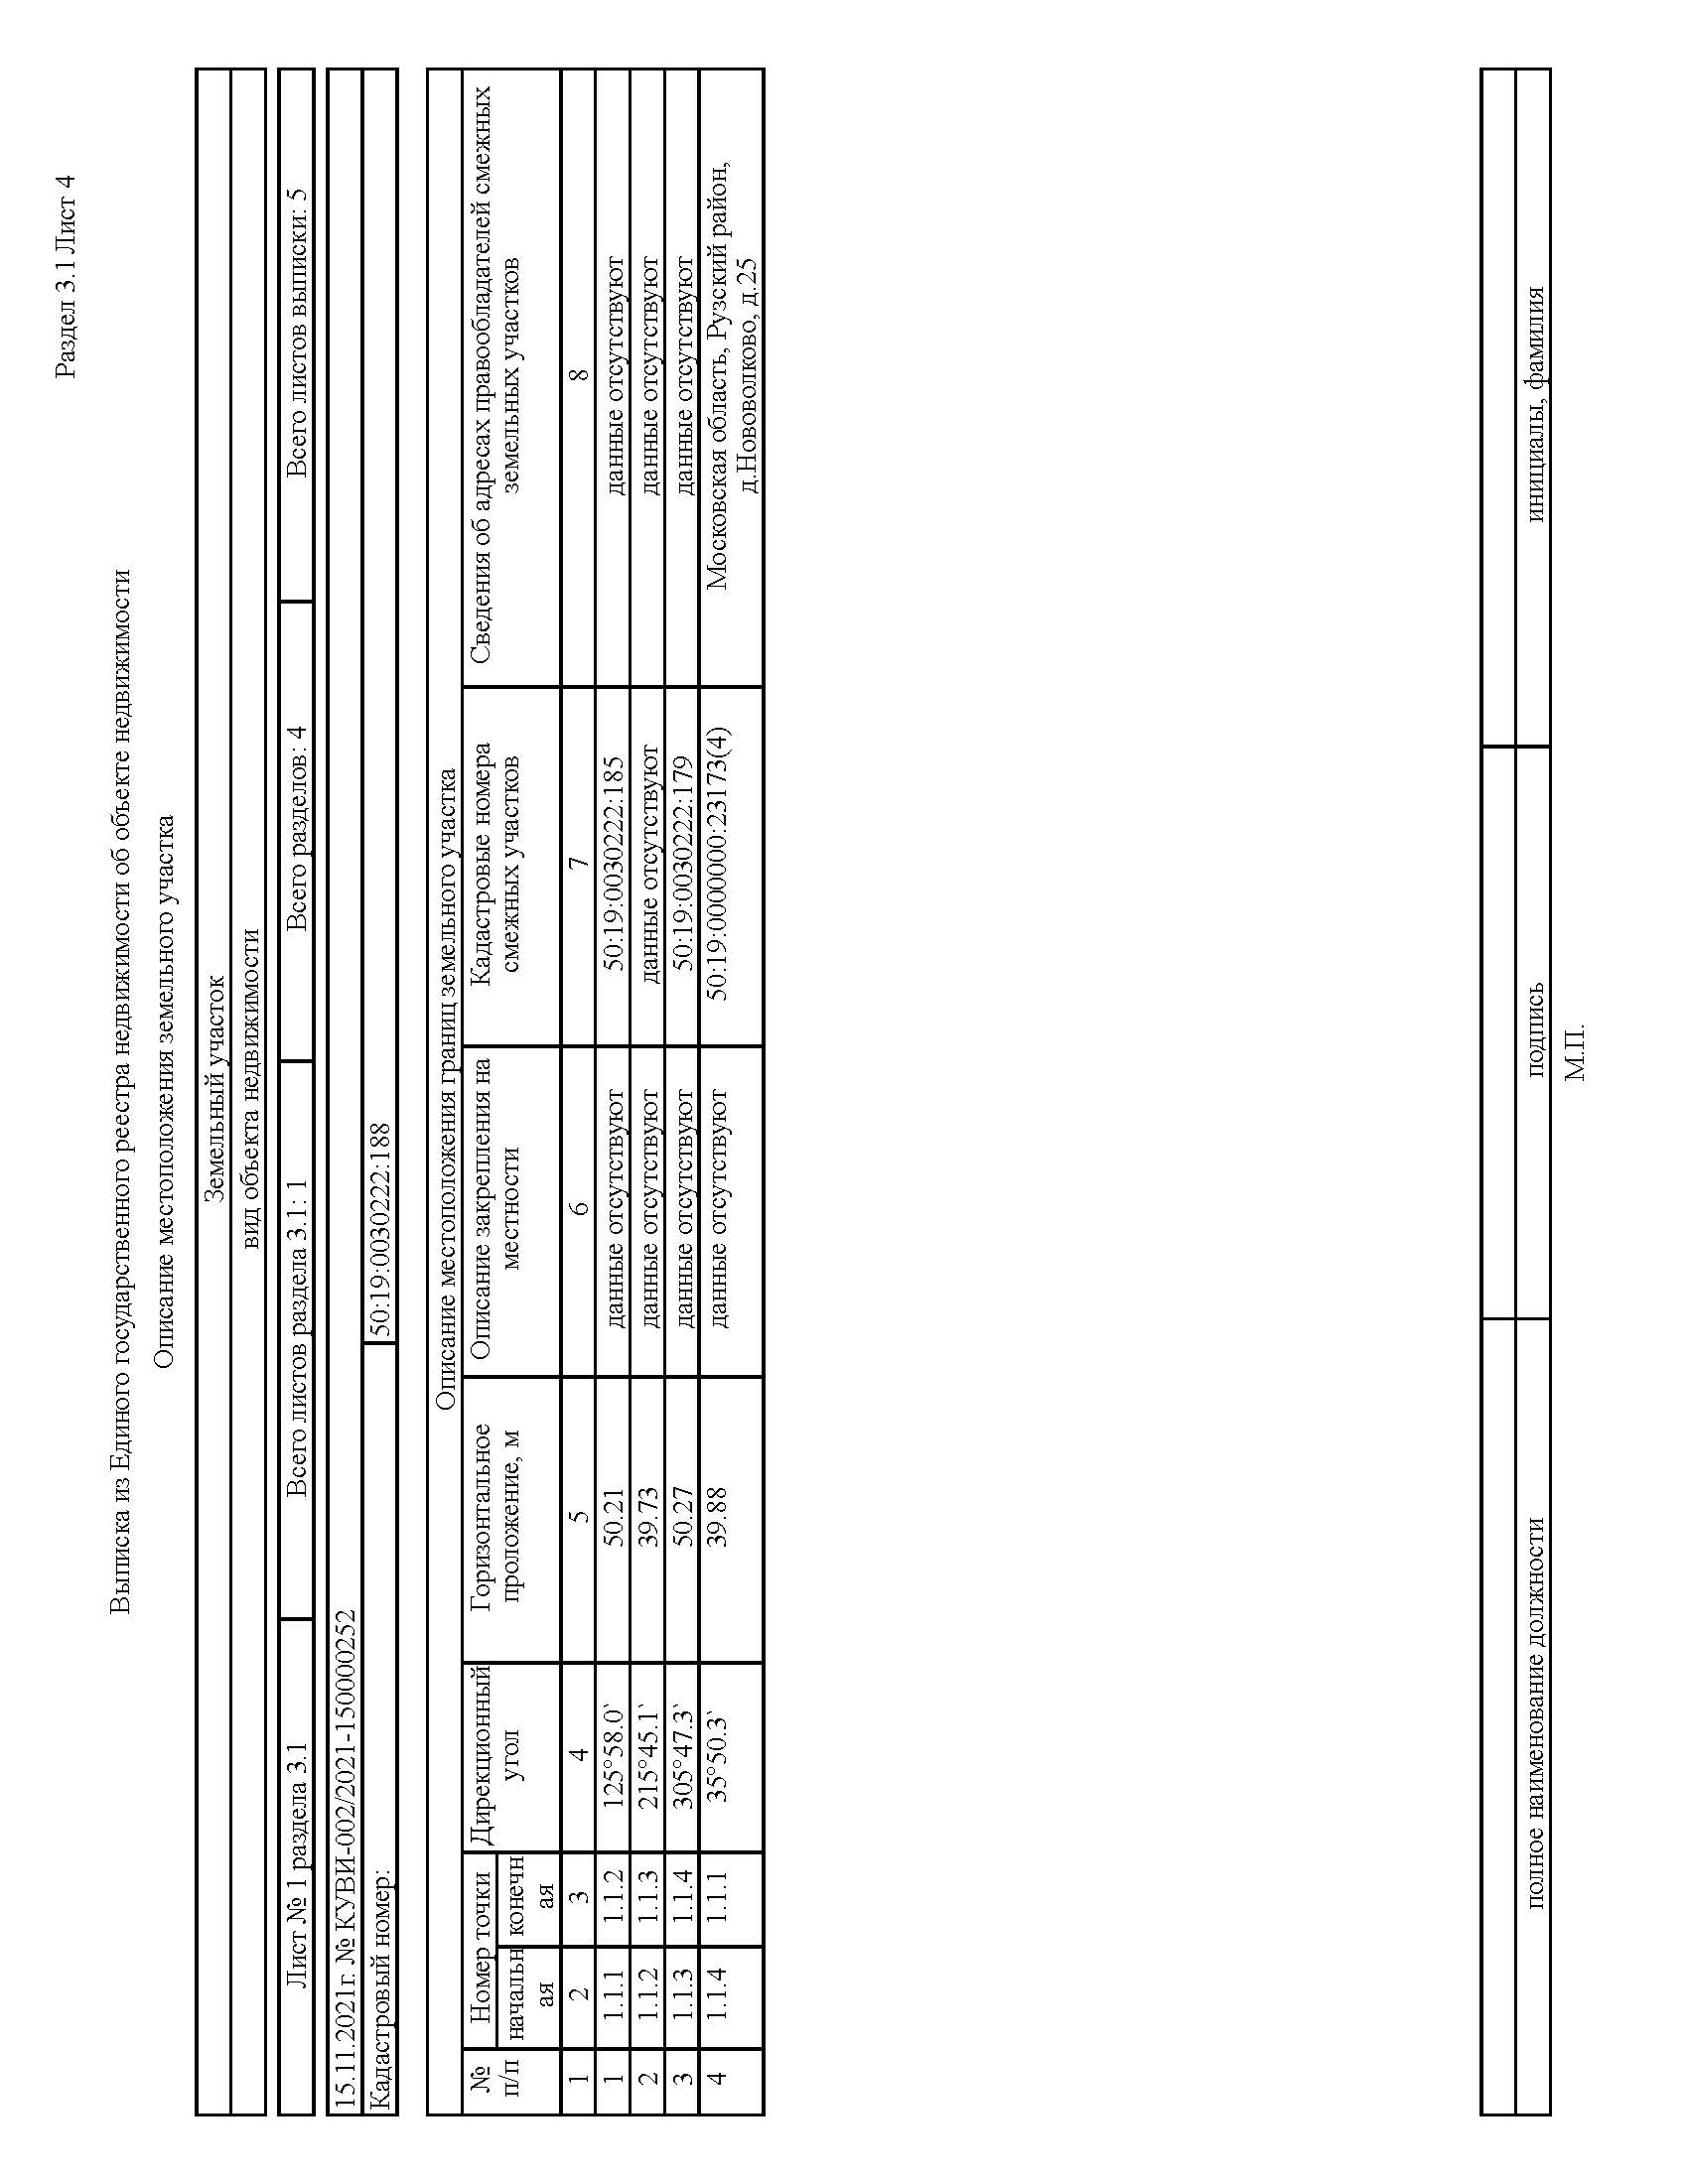 Раздел 3.1 Лист 4
Выписка из Единого государственного реестра недвижимости об объекте недвижимости
Описание местоположения земельного участка
Земельный участок
вид объекта недвижимости
Лист № 1 раздела 3.1 Всего листов раздела 3.1: 1 Всего разделов: 4 Всего листов выписки: 5
15.11.2021г. № КУВИ-002/2021-150000252
Кадастровый номер: 50:19:0030222:188
Описание местоположения границ земельного участка
№ п/п Номер точки Дирекционный угол Горизонтальное проложение, м Описание закрепления на местности Кадастровые номера смежных участков Сведения об адресах правообладателей смежных земельных участков
начальная конечная
1 2 3 4 5 6 7 8
1 1.1.1 1.1.2 125°58.0` 50.21 данные отсутствуют 50:19:0030222:185 данные отсутствуют
2 1.1.2 1.1.3 215°45.1` 39.73 данные отсутствуют данные отсутствуют данные отсутствуют
3 1.1.3 1.1.4 305°47.3` 50.27 данные отсутствуют 50:19:0030222:179 данные отсутствуют
4 1.1.4 1.1.1 35°50.3` 39.88 данные отсутствуют 50:19:0000000:23173(4) Московская область, Рузский район,
д.Нововолково, д.25
полное наименование должности подпись инициалы, фамилия
М.П.